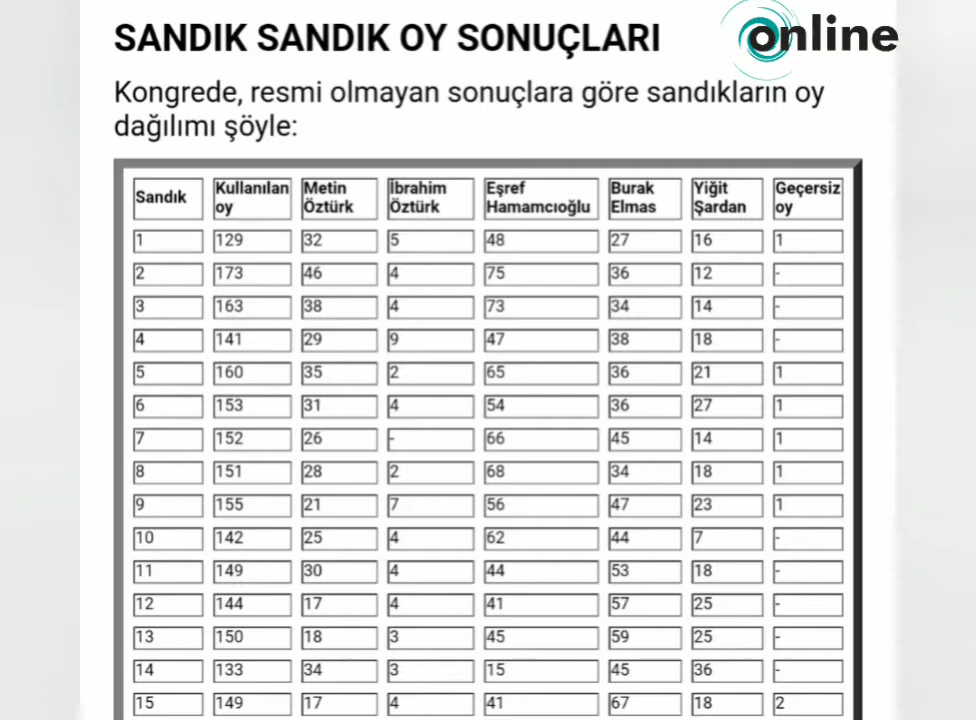 SANDIK SANDIK OY SONUÇLARI
online
Kongrede, resmi olmayan sonuçlara göre sandıkların oy
dağılımı şöyle:
Sandık Kullanılan oy Metin Öztürk İbrahim Öztürk Eşref Hamamcıoğlu Burak Elmas Yiğit Şardan Geçersiz oy
1 129 32 5 48 27 16 1
2 173 46 4 75 36 12 -
3 163 38 4 73 34 14 -
4 141 29 9 47 38 18 -
5 160 35 2 65 36 21 1
6 153 31 4 54 36 27 1
7 152 26 - 66 45 14 1
8 151 28 2 68 34 18 1
9 155 21 7 56 47 23 1
10 142 25 4 62 44 7 -
11 149 30 4 44 53 18 -
12 144 17 4 41 57 25 -
13 150 18 3 45 59 25 -
14 133 34 3 15 45 36 -
15 149 17 4 41 67 18 2